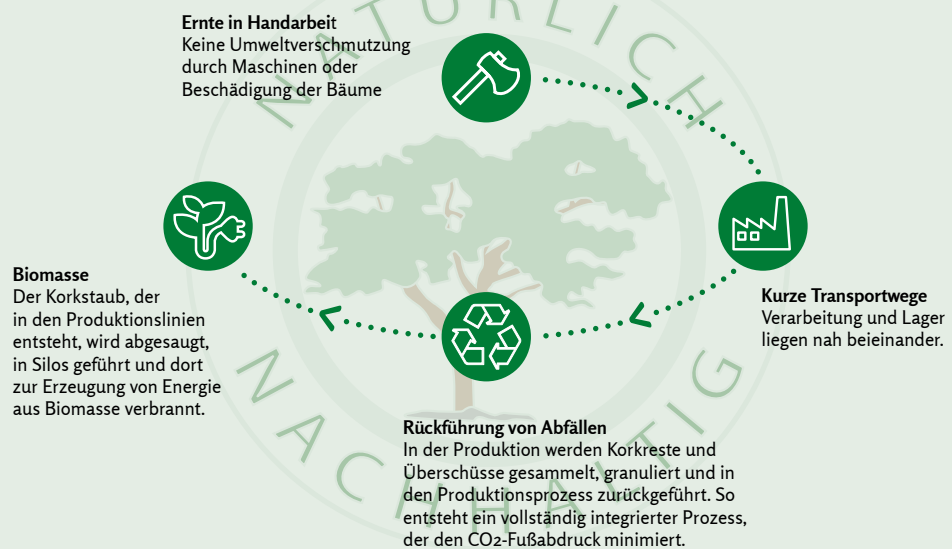 NATÜRLICH
Ernte in Handarbeit
Keine Umweltverschmutzung
durch Maschinen oder
Beschädigung der Bäume
Kurze Transportwege
Verarbeitung und Lager
liegen nah beieinander.
Rückführung von Abfällen
In der Produktion werden Korkreste und
Überschüsse gesammelt, granuliert und in
den Produktionsprozess zurückgeführt. So
entsteht ein vollständig integrierter Prozess,
der den CO2-Fußabdruck minimiert.
Biomasse
Der Korkstaub, der
in den Produktionslinien
entsteht, wird abgesaugt,
in Silos geführt und dort
zur Erzeugung von Energie
aus Biomasse verbrannt.
NACHHALTIG